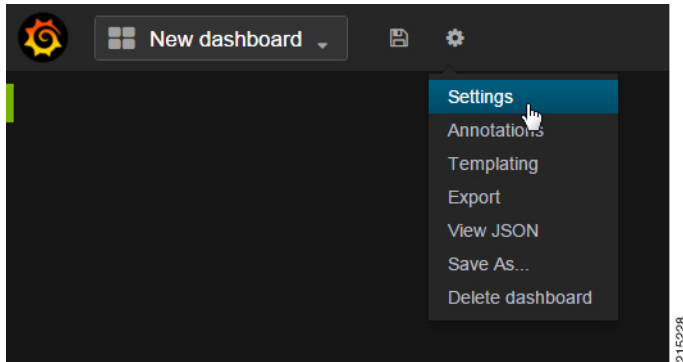 New dashboard
Settings
Annotations
Templating
Export
View JSON
Save As...
Delete dashboard
215228